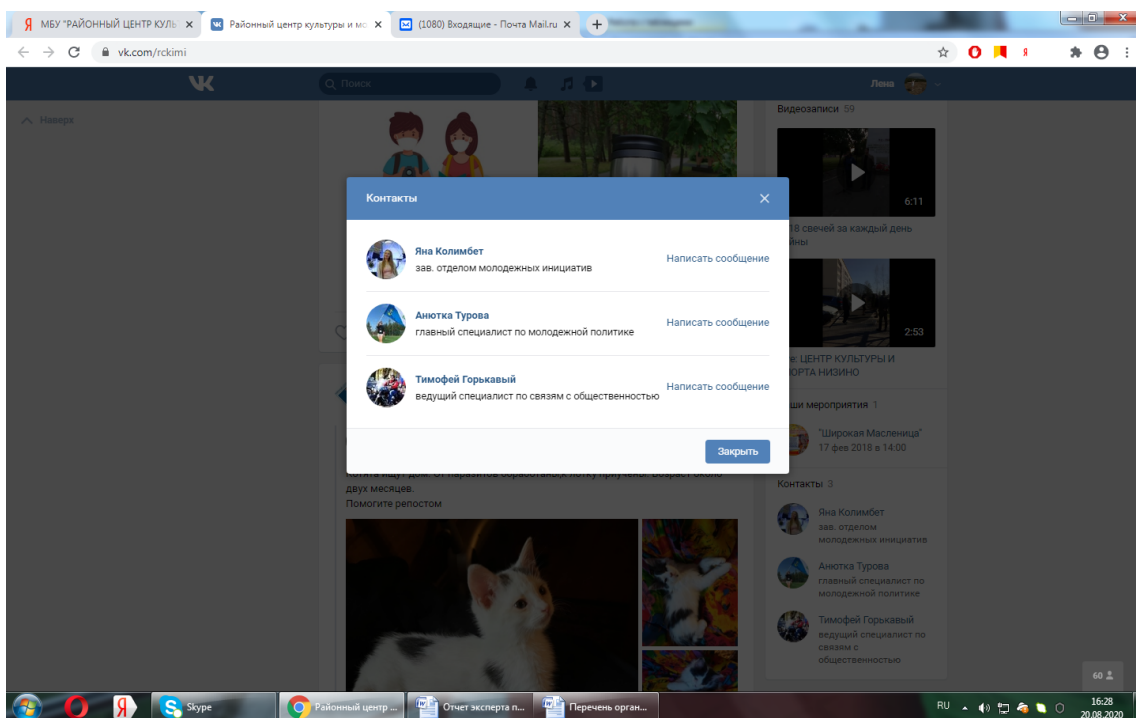 МБУ "РАЙОННЫЙ ЦЕНТР КУЛЬ
Районный центр культуры и мо
(1080) Входящие - Почта Mail.ru
vk.com/rckimi
Поиск
Лена
Наверх
Видеозаписи 59
6:11
18 свечей за каждый день
2:53
ЦЕНТР КУЛЬТУРЫ И
НИЗИНО
мероприятия 1
"Широкая Масленица"
17 фев 2018 в 14:00
Контакты
Яна Колимбет
зав. отделом молодежных инициатив
Написать сообщение
Анютка Турова
главный специалист по молодежной политике
Написать сообщение
Тимофей Горькавый
ведущий специалист по связям с общественностью
Написать сообщение
Закрыть
двух месяцев.
Помогите репостом
Контакты 3
Яна Колимбет
зав. отделом
молодежных инициатив
Анютка Турова
главный специалист по
молодежной политике
Тимофей Горькавый
ведущий специалист по
связям с
общественностью
60
Skype
Районный центр ...
Отчет эксперта п...
Перечень орган...
RU
16:28
20.08.2020